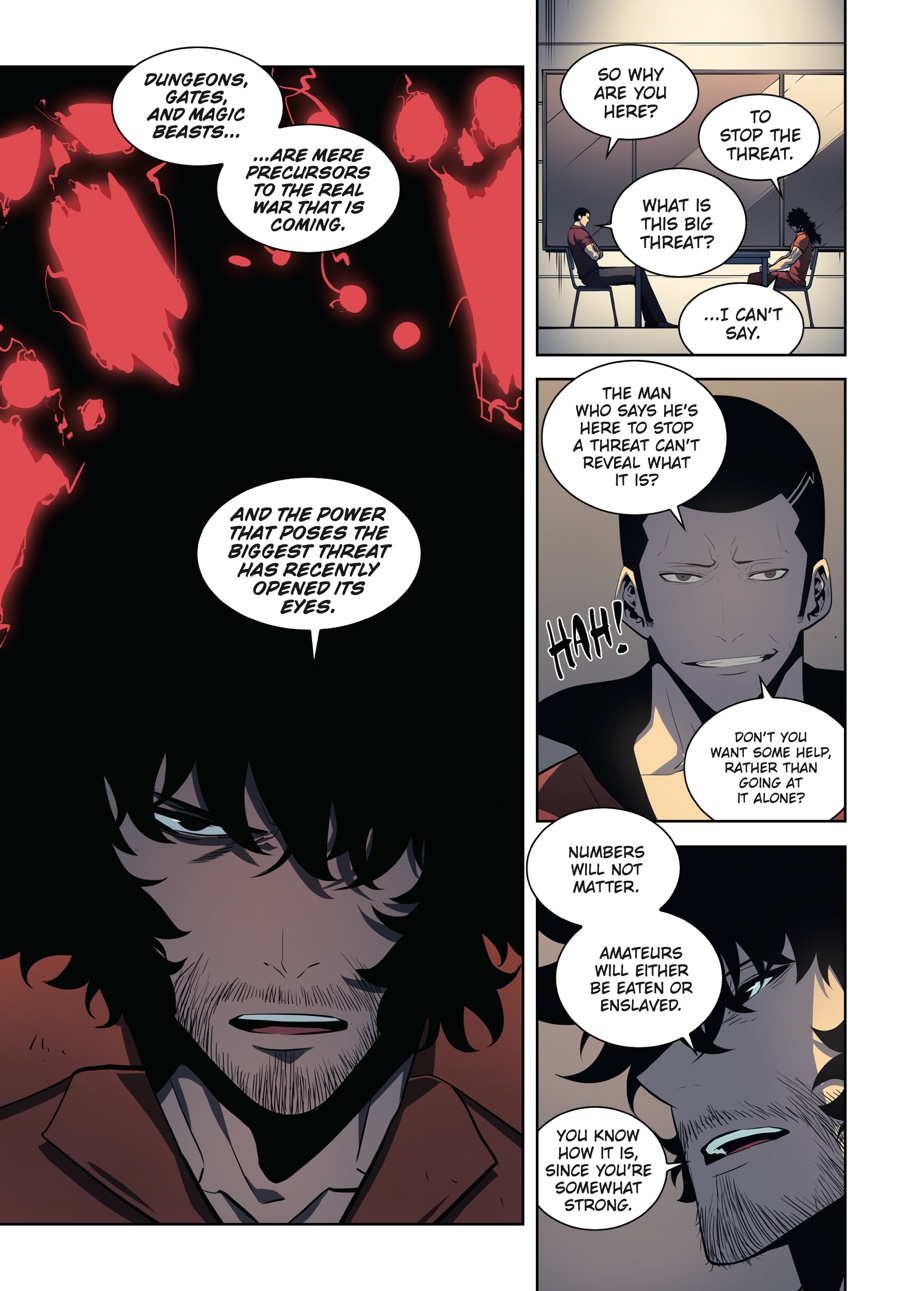 DUNGEONS,
GATES,
AND MAGIC
BEASTS...
...ARE MERE
PRECURSORS
TO THE REAL
WAR THAT IS
COMING.
AND THE POWER
THAT POSES THE
BIGGEST THREAT
HAS RECENTLY
OPENED ITS
EYES.
SO WHY
ARE YOU
HERE?
TO
STOP THE
THREAT.
WHAT IS
THIS BIG
THREAT?
...I CAN'T
SAY.
THE MAN
WHO SAYS HE'S
HERE TO STOP
A THREAT CAN'T
REVEAL WHAT
IT IS?
HAH!
DON'T YOU
WANT SOME HELP,
RATHER THAN
GOING AT
IT ALONE?
NUMBERS
WILL NOT
MATTER.
AMATEURS
WILL EITHER
BE EATEN OR
ENSLAVED.
YOU KNOW
HOW IT IS,
SINCE YOU'RE
SOMEWHAT
STRONG.